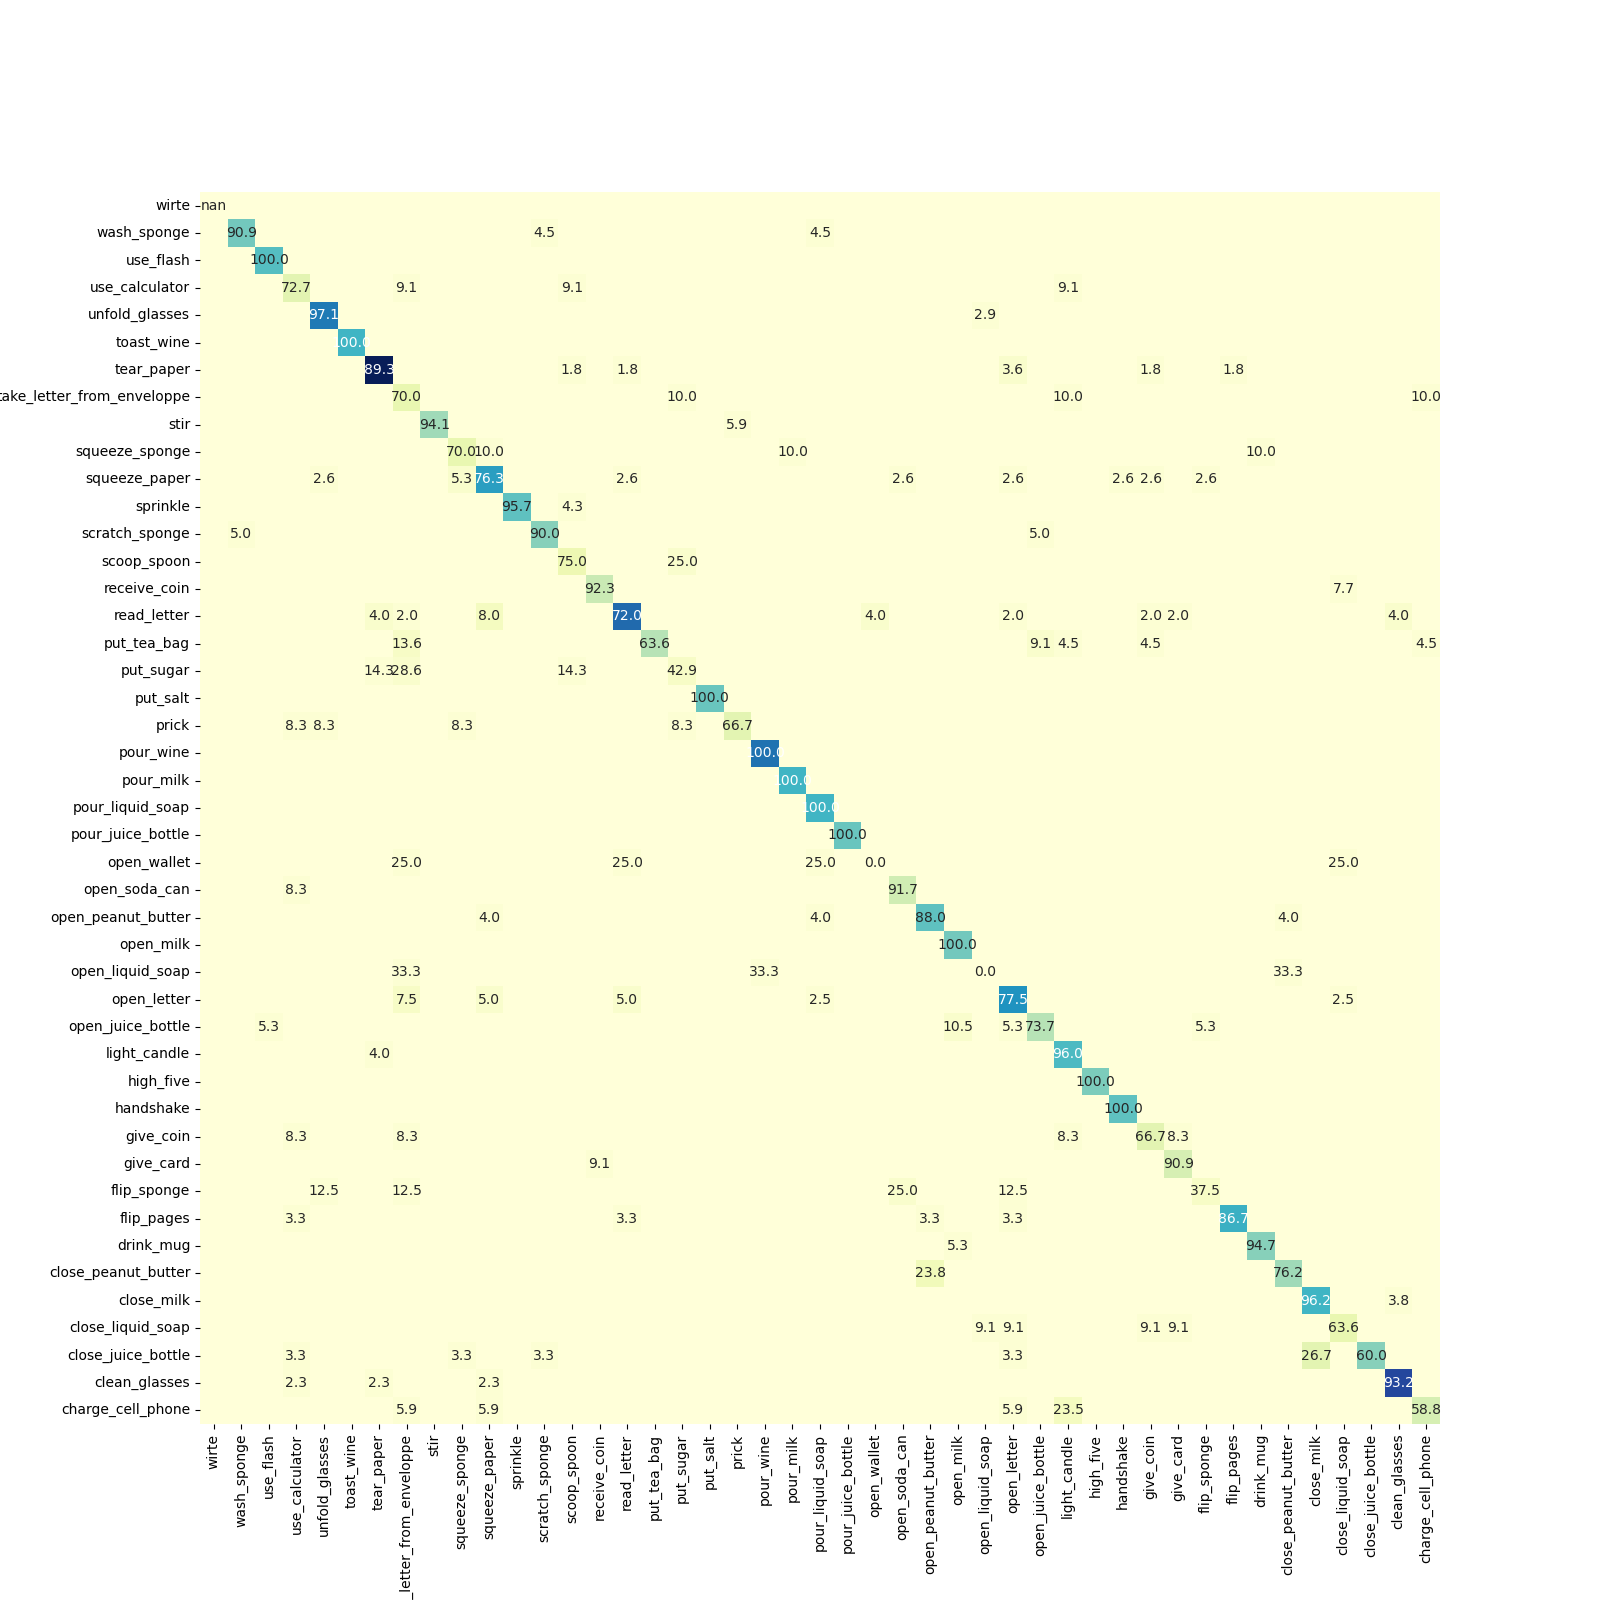 wirte nan
wash_sponge 90.9 4.5 4.5
use_flash 100.0
use_calculator 72.7 9.1 9.1 9.1
unfold_glasses 97.1 2.9
toast_wine 100.0
tear_paper 89.3 1.8 1.8 3.6 1.8 1.8
take_letter_from_enveloppe 70.0 10.0 10.0 10.0
stir 94.1 5.9
squeeze_sponge 70.0 10.0 10.0 10.0
squeeze_paper 2.6 5.3 76.3 2.6 2.6 2.6 2.6 2.6 2.6
sprinkle 95.7 4.3
scratch_sponge 5.0 90.0 5.0
scoop_spoon 75.0 25.0
receive_coin 92.3 7.7
read_letter 4.0 2.0 8.0 72.0 4.0 2.0 2.0 2.0 4.0
put_tea_bag 13.6 63.6 9.1 4.5 4.5 4.5
put_sugar 14.3 28.6 14.3 42.9
put_salt 100.0
prick 8.3 8.3 8.3 8.3 66.7
pour_wine 100.0
pour_milk 100.0
pour_liquid_soap 100.0
pour_juice_bottle 100.0
open_wallet 25.0 25.0 25.0 0.0 25.0
open_soda_can 8.3 91.7
open_peanut_butter 4.0 4.0 88.0 4.0
open_milk 100.0
open_liquid_soap 33.3 33.3 0.0 33.3
open_letter 7.5 5.0 5.0 2.5 77.5 2.5
open_juice_bottle 5.3 10.5 5.3 73.7 5.3
light_candle 4.0 96.0
high_five 100.0
handshake 100.0
give_coin 8.3 8.3 8.3 66.7 8.3
give_card 9.1 90.9
flip_sponge 12.5 12.5 25.0 12.5 37.5
flip_pages 3.3 3.3 3.3 3.3 86.7
drink_mug 5.3 94.7
close_peanut_butter 23.8 76.2
close_milk 96.2 3.8
close_liquid_soap 9.1 9.1 9.1 9.1 63.6
close_juice_bottle 3.3 3.3 3.3 3.3 26.7 60.0
clean_glasses 2.3 2.3 2.3 93.2
charge_cell_phone 5.9 5.9 5.9 23.5 58.8
wirte
wash_sponge
use_flash
use_calculator
unfold_glasses
toast_wine
tear_paper
_letter_from_enveloppe
stir
squeeze_sponge
squeeze_paper
sprinkle
scratch_sponge
scoop_spoon
receive_coin
read_letter
put_tea_bag
put_sugar
put_salt
prick
pour_wine
pour_milk
pour_liquid_soap
pour_juice_bottle
open_wallet
open_soda_can
open_peanut_butter
open_milk
open_liquid_soap
open_letter
open_juice_bottle
light_candle
high_five
handshake
give_coin
give_card
flip_sponge
flip_pages
drink_mug
close_peanut_butter
close_milk
close_liquid_soap
close_juice_bottle
clean_glasses
charge_cell_phone